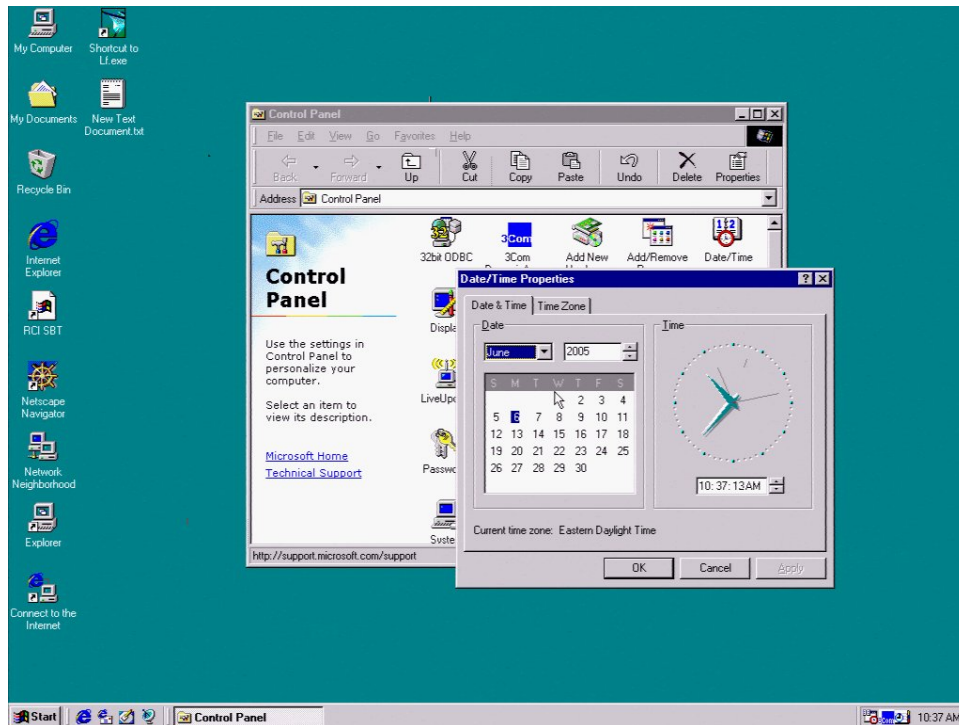 My Computer
Shortcut to
Lf.exe
My Documents
New Text
Document.txt
Recycle Bin
Internet
Explorer
RCI SBT
Netscape
Navigator
Network
Neighborhood
Explorer
Connect to the
Internet
Control Panel
File Edit View Go Favorites Help
Back Forward Up Cut Copy Paste Undo Delete Properties
Address Control Panel
Control
Panel
Use the settings in
Control Panel to
personalize your
computer.
Select an item to
view its description.
Microsoft Home
Technical Support
32bit ODBC
3Com
3Com
Add New
Add/Remove
Date/Time
http://support.microsoft.com/support
Date/Time Properties
Date & Time Time Zone
Date
June 2005
S M T W T F S
2 3 4
5 6 7 8 9 10 11
12 13 14 15 16 17 18
19 20 21 22 23 24 25
26 27 28 29 30
Time
10:37:13AM
Current time zone: Eastern Daylight Time
OK Cancel Apply
Start
Control Panel
3Com
10:37 AM